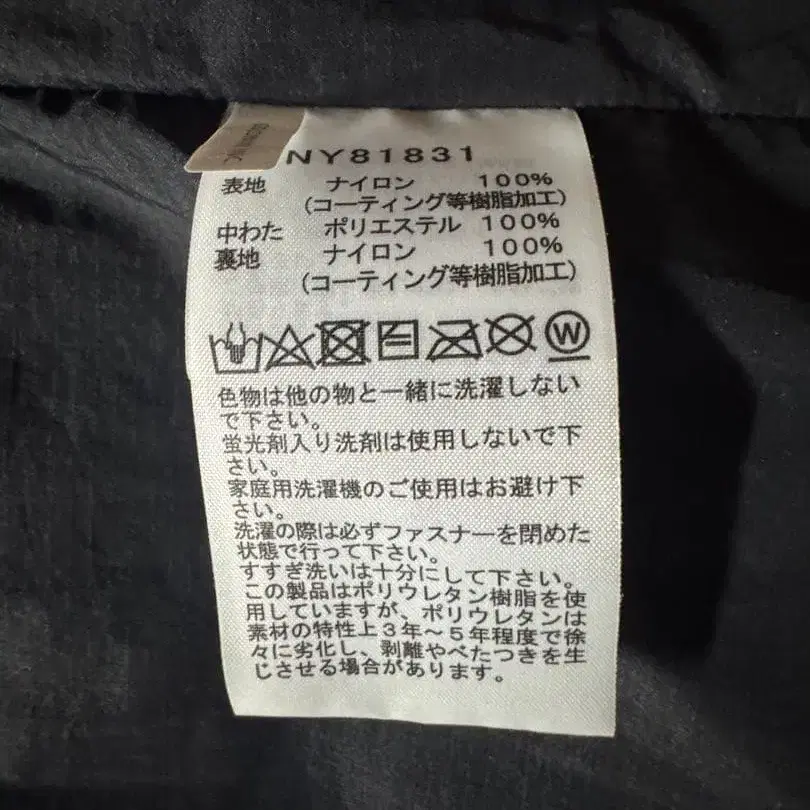 NY81831
表地 ナイロン 100%
(コーティング等樹脂加工)
中わた ポリエステル 100%
裏地 ナイロン 100%
(コーティング等樹脂加工)
W
色物は他の物と一緒に洗濯しない
で下さい。
蛍光剤入り洗剤は使用しないで下
さい。
家庭用洗濯機のご使用はお避け下
さい。
洗濯の際は必ずファスナーを閉めた
状態で行って下さい。
すすぎ洗いは十分にして下さい。
この製品はポリウレタン樹脂を使
用していますが、ポリウレタンは
素材の特性上3年～5年程度で徐
々に劣化し、剥離やべたつきを生
じさせる場合があります。